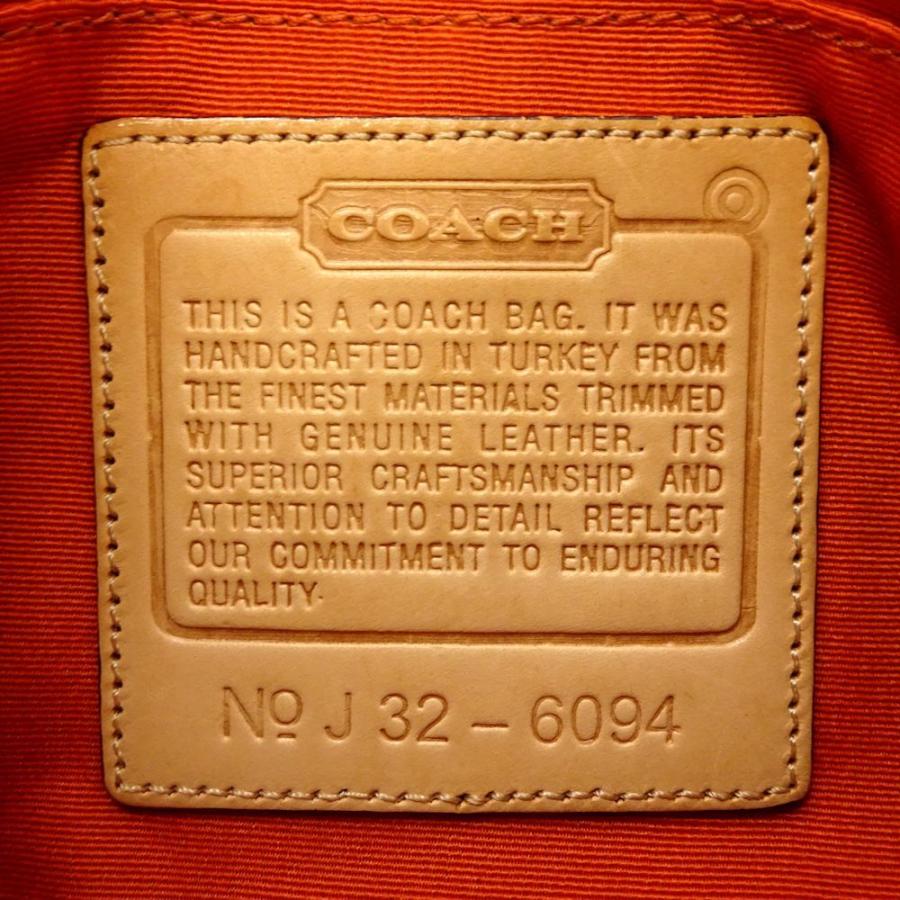 COACH
THIS IS A COACH BAG. IT WAS
HANDCRAFTED IN TURKEY FROM
THE FINEST MATERIALS TRIMMED
WITH GENUINE LEATHER. ITS
SUPERIOR CRAFTSMANSHIP AND
ATTENTION TO DETAIL REFLECT
OUR COMMITMENT TO ENDURING
QUALITY.
Nº J 32 – 6094